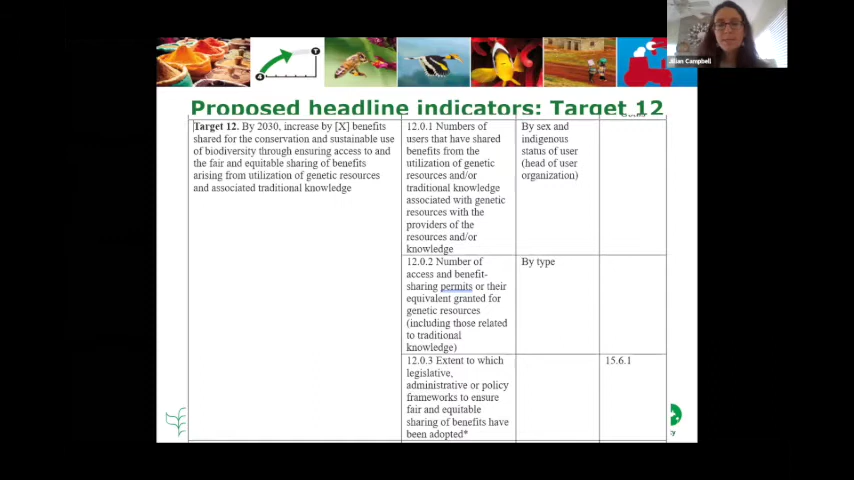 Jilian Campbell
Proposed headline indicators: Target 12
Target 12. By 2030, increase by [X] benefits
shared for the conservation and sustainable use
of biodiversity through ensuring access to and
the fair and equitable sharing of benefits
arising from utilization of genetic resources
and associated traditional knowledge
12.0.1 Numbers of
users that have shared
benefits from the
utilization of genetic
resources and/or
traditional knowledge
associated with genetic
resources with the
providers of the
resources and/or
knowledge
By sex and
indigenous
status of user
(head of user
organization)
12.0.2 Number of
access and benefit-
sharing permits or their
equivalent granted for
genetic resources
(including those related
to traditional
knowledge)
By type
12.0.3 Extent to which
legislative,
administrative or policy
frameworks to ensure
fair and equitable
sharing of benefits have
been adopted*
15.6.1